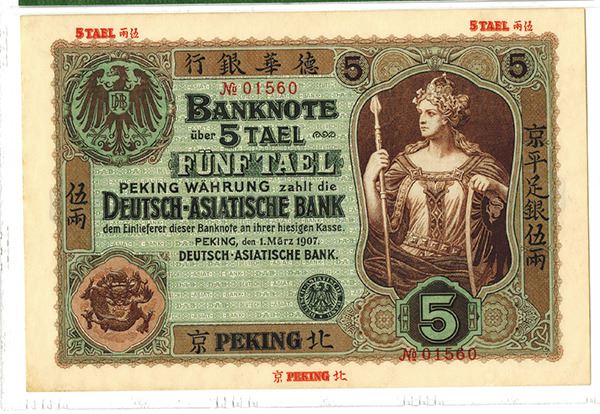 5 TAEL 兩伍
5 TAEL 兩伍
行銀華德
5
5
DAB
№ 01560
BANKNOTE
über 5 TAEL
FÜNF TAEL
PEKING WÄHRUNG zahlt die
DEUTSCH-ASIATISCHE BANK
dem Einlieferer dieser Banknote an ihrer hiesigen Kasse.
PEKING, den 1. März 1907.
DEUTSCH-ASIATISCHE BANK.
伍兩
京平足銀伍兩
5
京 PEKING 北
№ 01560
京 PEKING 北